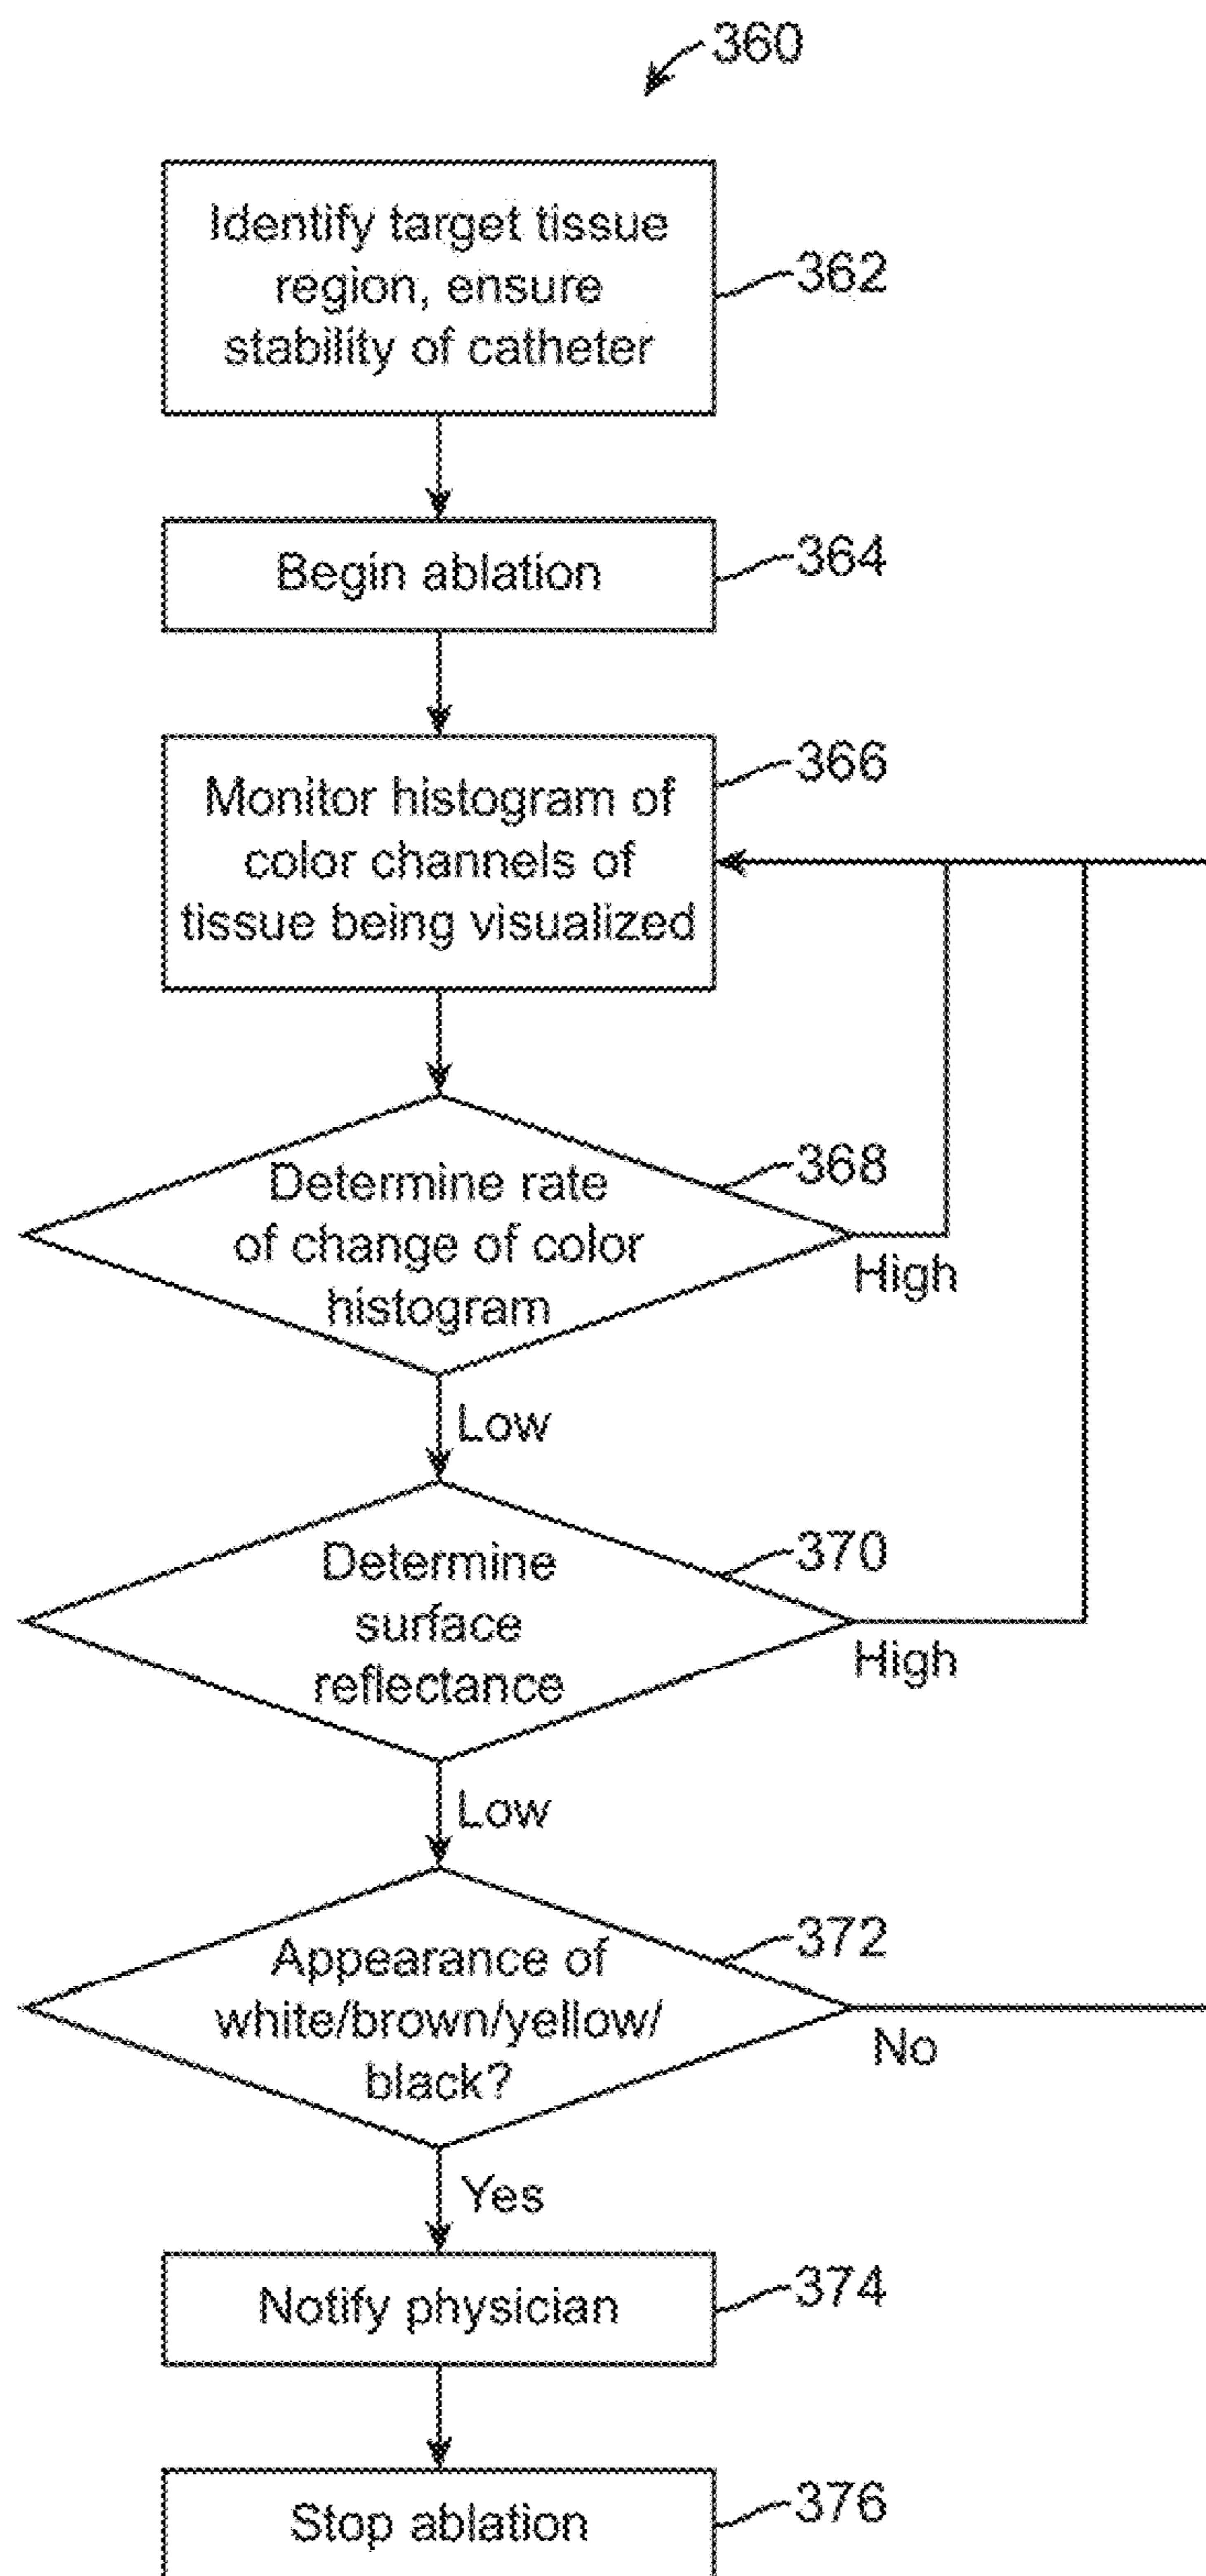 360
Identify target tissue
region, ensure
stability of catheter
362
Begin ablation
364
Monitor histogram of
color channels of
tissue being visualized
366
Determine rate
of change of color
histogram
368
High
Low
Determine
surface
reflectance
370
High
Low
Appearance of
white/brown/yellow/
black?
372
No
Yes
Notify physician
374
Stop ablation
376